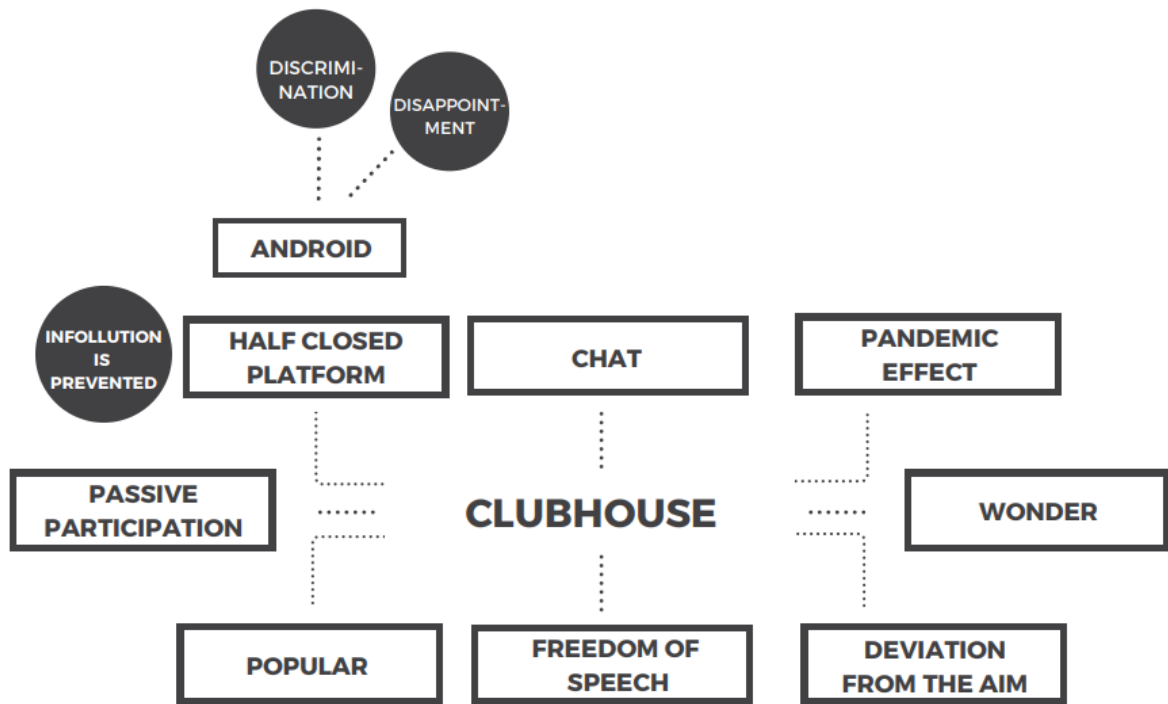 DISCRIMI-
NATION
DISAPPOINT-
MENT
ANDROID
INFOLLUTION
IS
PREVENTED
HALF CLOSED
PLATFORM
CHAT
PANDEMIC
EFFECT
PASSIVE
PARTICIPATION
CLUBHOUSE
WONDER
POPULAR
FREEDOM OF
SPEECH
DEVIATION
FROM THE AIM